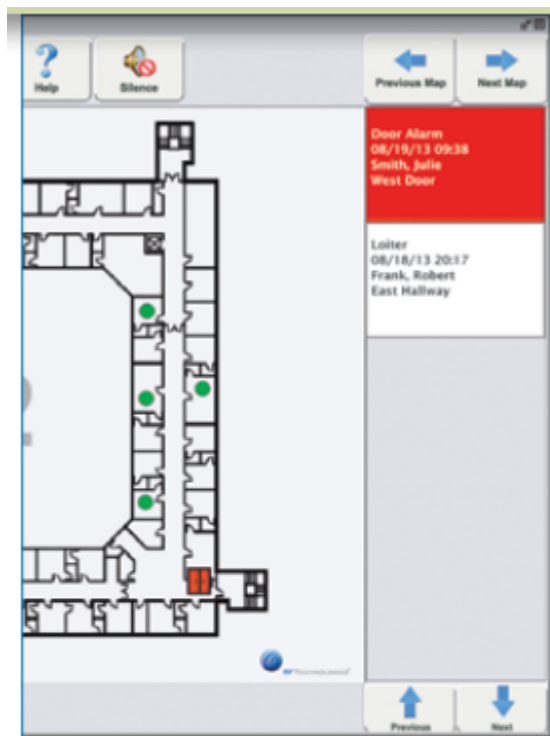 Help
Silence
Previous Map
Next Map
Door Alarm
08/19/13 09:38
Smith, Julie
West Door
Loiter
08/18/13 20:17
Frank, Robert
East Hallway
Previous
Next